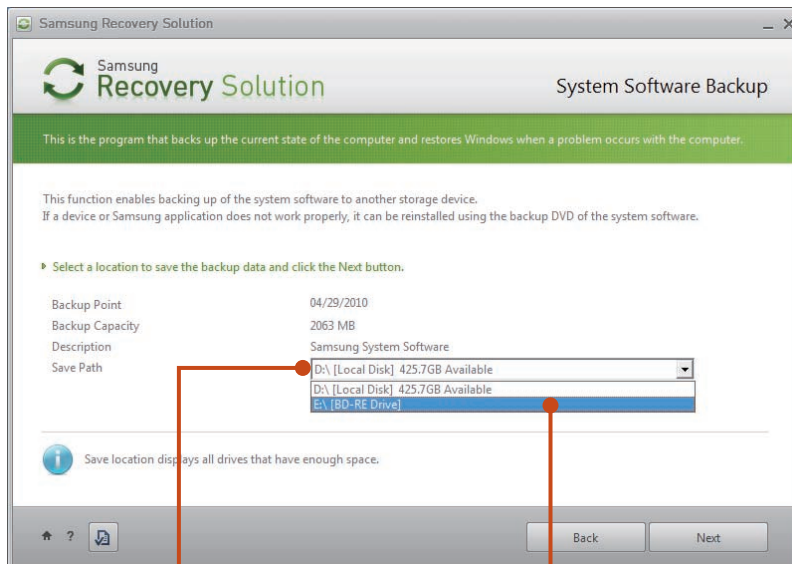 Samsung Recovery Solution
Samsung
Recovery Solution
System Software Backup
This is the program that backs up the current state of the computer and restores Windows when a problem occurs with the computer.
This function enables backing up of the system software to another storage device.
If a device or Samsung application does not work properly, it can be reinstalled using the backup DVD of the system software.
Select a location to save the backup data and click the Next button.
Backup Point 04/29/2010
Backup Capacity 2063 MB
Description Samsung System Software
Save Path D:\ [Local Disk] 425.7GB Available
D:\ [Local Disk] 425.7GB Available
E:\ [BD-RE Drive]
Save location displays all drives that have enough space.
? Back Next